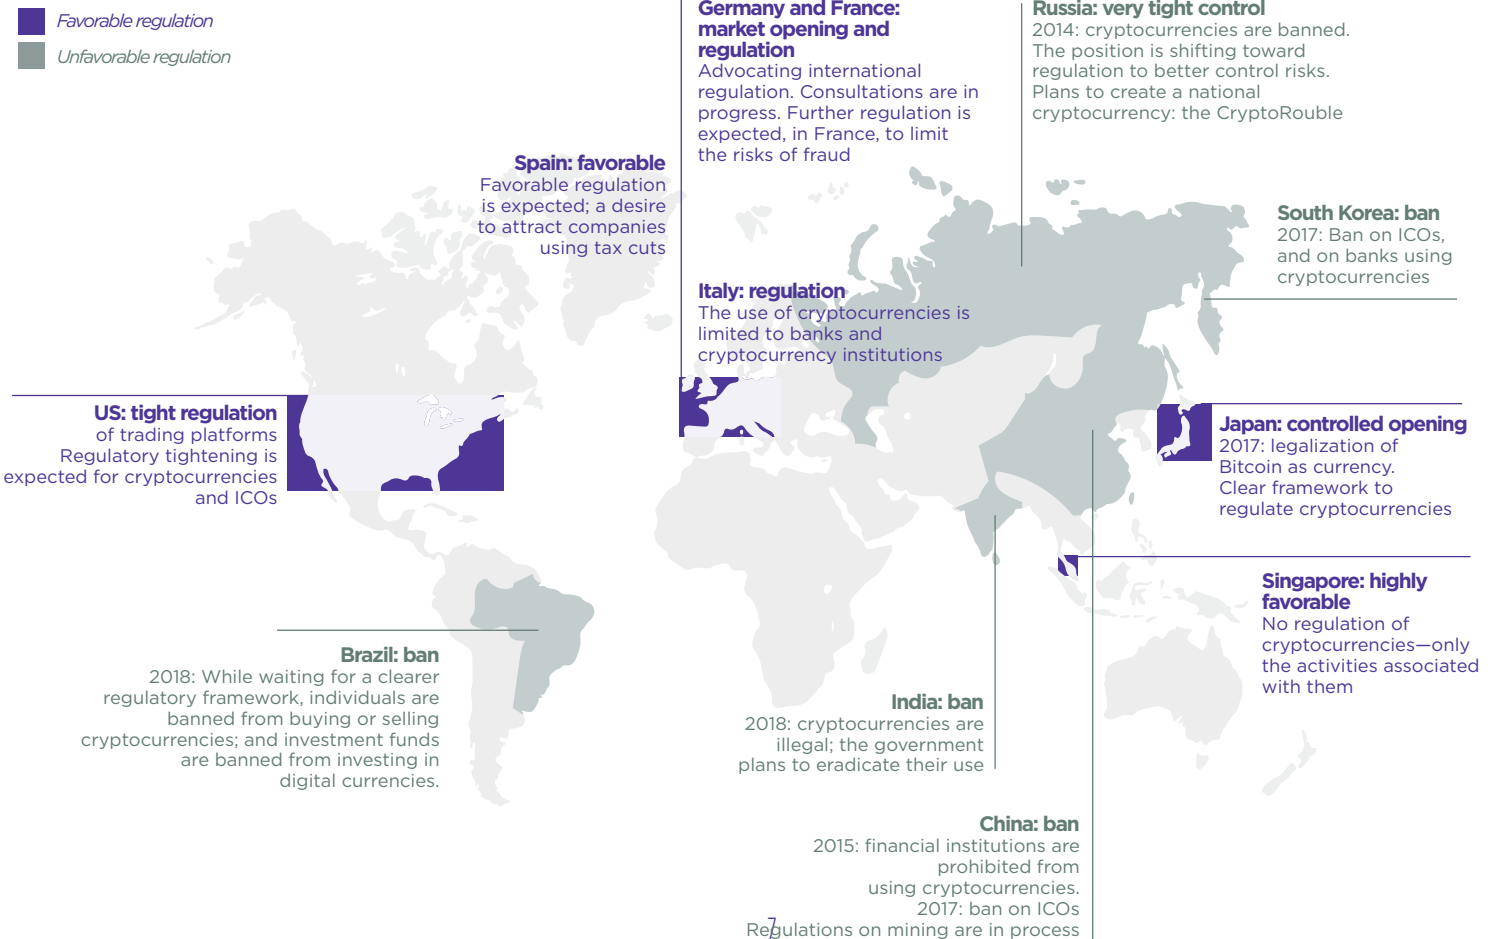 Favorable regulation
Unfavorable regulation
Germany and France:
market opening and
regulation
Advocating international
regulation. Consultations are in
progress. Further regulation is
expected, in France, to limit
the risks of fraud
Russia: very tight control
2014: cryptocurrencies are banned.
The position is shifting toward
regulation to better control risks.
Plans to create a national
cryptocurrency: the CryptoRouble
Spain: favorable
Favorable regulation
is expected; a desire
to attract companies
using tax cuts
South Korea: ban
2017: Ban on ICOs,
and on banks using
cryptocurrencies
Italy: regulation
The use of cryptocurrencies is
limited to banks and
cryptocurrency institutions
US: tight regulation
of trading platforms
Regulatory tightening is
expected for cryptocurrencies
and ICOs
Japan: controlled opening
2017: legalization of
Bitcoin as currency.
Clear framework to
regulate cryptocurrencies
Singapore: highly
favorable
No regulation of
cryptocurrencies—only
the activities associated
with them
Brazil: ban
2018: While waiting for a clearer
regulatory framework, individuals are
banned from buying or selling
cryptocurrencies; and investment funds
are banned from investing in
digital currencies.
India: ban
2018: cryptocurrencies are
illegal; the government
plans to eradicate their use
China: ban
2015: financial institutions are
prohibited from
using cryptocurrencies.
2017: ban on ICOs
Regulations on mining are in process
7